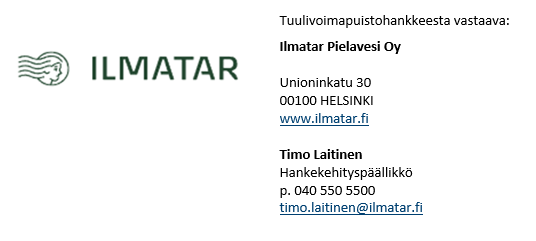 Tuulivoimapuistohankkeesta vastaava:
Ilmatar Pielavesi Oy
ILMATAR
Unioninkatu 30
00100 HELSINKI
www.ilmatar.fi
Timo Laitinen
Hankekehityspäällikkö
p. 040 550 5500
timo.laitinen@ilmatar.fi